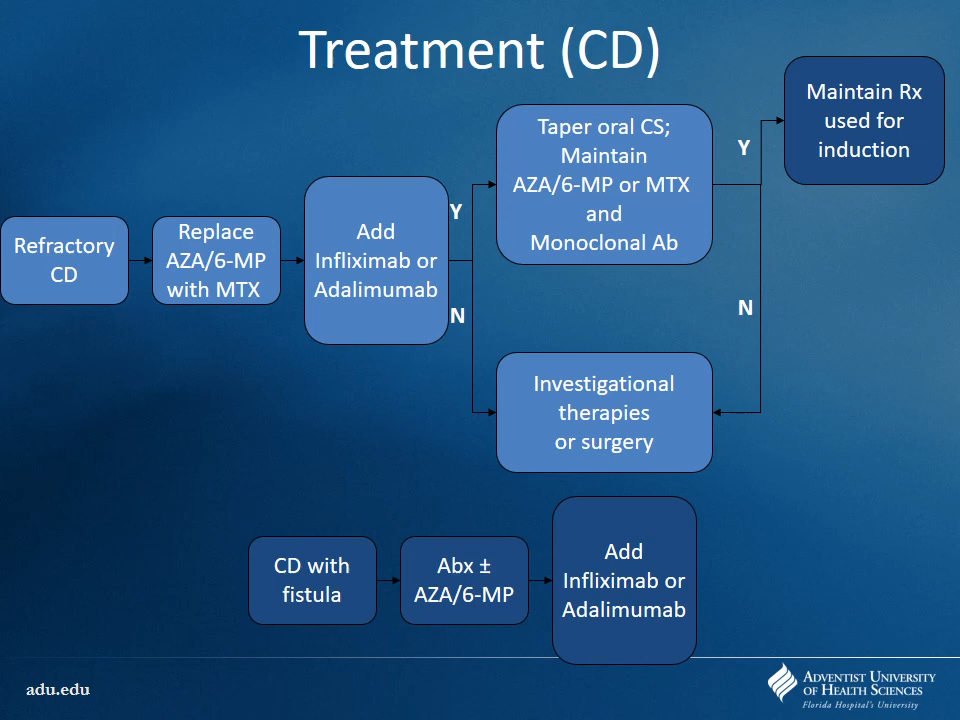 Treatment (CD)
Refractory
CD
Replace
AZA/6-MP
with MTX
Add
Infliximab or
Adalimumab
Y
N
Taper oral CS;
Maintain
AZA/6-MP or MTX
and
Monoclonal Ab
Y
N
Maintain Rx
used for
induction
Investigational
therapies
or surgery
CD with
fistula
Abx ±
AZA/6-MP
Add
Infliximab or
Adalimumab
adu.edu
ADVENTIST UNIVERSITY
OF HEALTH SCIENCES
Florida Hospital's University